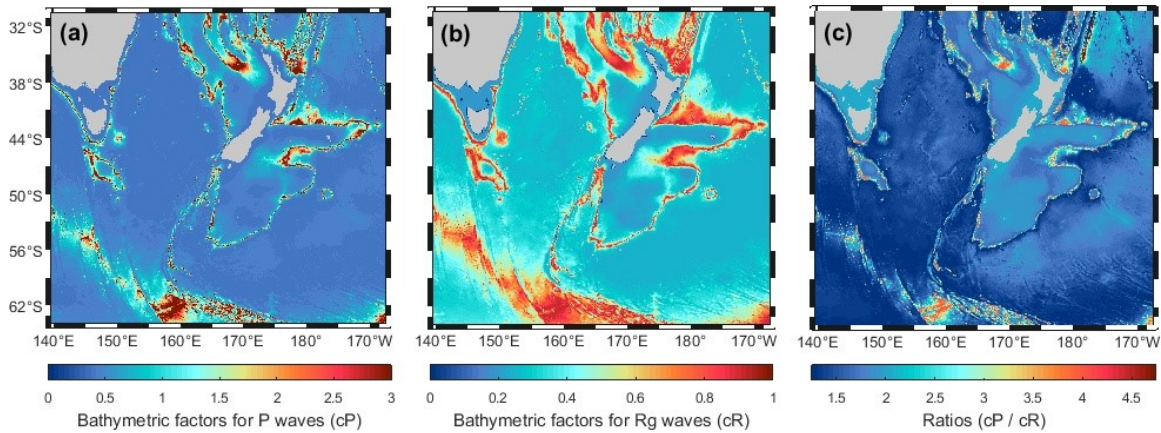 (a) (b) (c)
32°S
38°S
44°S
50°S
56°S
62°S
140°E 150°E 160°E 170°E 180° 170°W
140°E 150°E 160°E 170°E 180° 170°W
140°E 150°E 160°E 170°E 180° 170°W
0 0.5 1 1.5 2 2.5 3
Bathymetric factors for P waves (cP)
0 0.2 0.4 0.6 0.8 1
Bathymetric factors for Rg waves (cR)
1.5 2 2.5 3 3.5 4 4.5
Ratios (cP / cR)